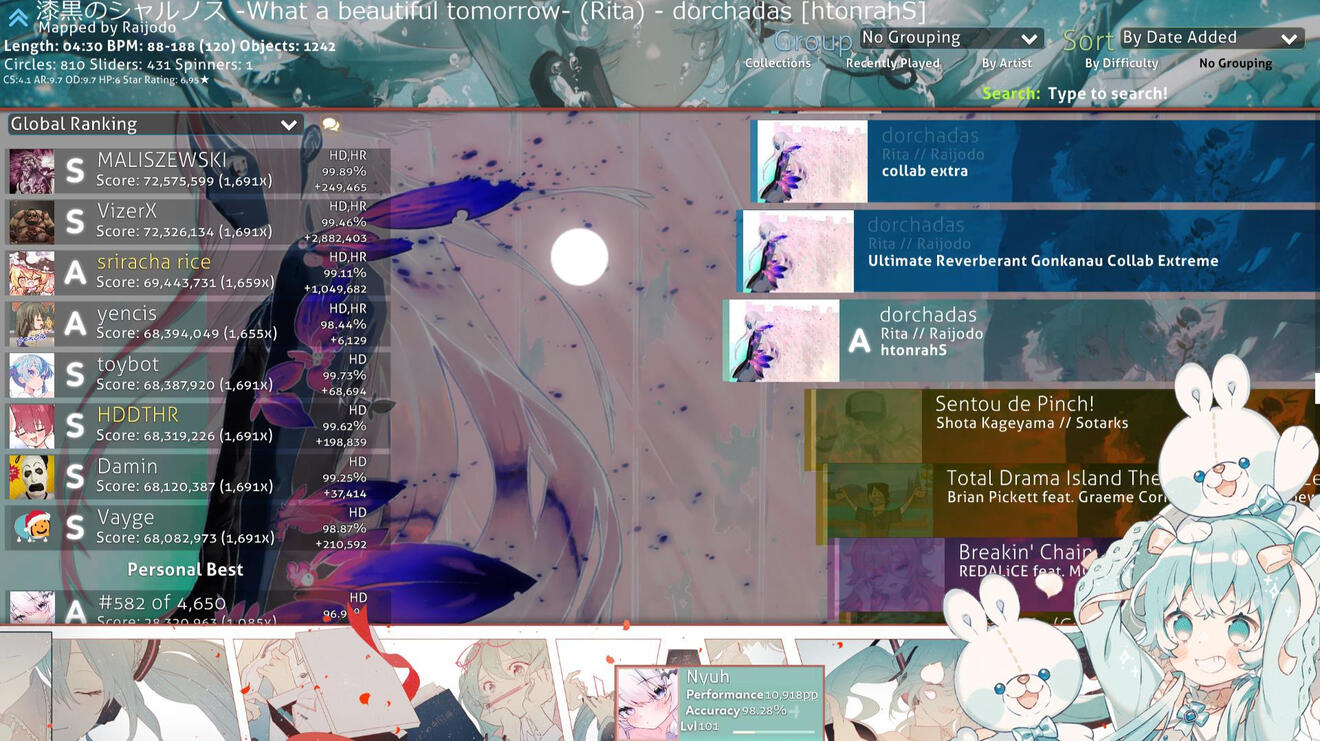 漆黒のシャルノス -What a beautiful tomorrow- (Rita) - dorchadas [htonrahS]
Mapped by Raijodo
Length: 04:30 BPM: 88-188 (120) Objects: 1242
Circles: 810 Sliders: 431 Spinners: 1
CS:4.1 AR:9.7 OD:9.7 HP:6 Star Rating: 6.95★
Group No Grouping
Sort By Date Added
Collections Recently Played By Artist By Difficulty No Grouping
Search: Type to search!
Global Ranking
S MALISZEWSKI HD,HR
Score: 72,575,599 (1,691x) 99.89%
+249,465
S VizerX HD,HR
Score: 72,326,134 (1,691x) 99.46%
+2,882,403
A sriracha rice HD,HR
Score: 69,443,731 (1,659x) 99.11%
+1,049,682
A yencis HD,HR
Score: 68,394,049 (1,655x) 98.44%
+6,129
S toybot HD
Score: 68,387,920 (1,691x) 99.73%
+68,694
S HDDTHR HD
Score: 68,319,226 (1,691x) 99.62%
+198,839
S Damin HD
Score: 68,120,387 (1,691x) 99.25%
+37,414
S Vayge HD
Score: 68,082,973 (1,691x) 98.87%
+210,592
Personal Best
A #582 of 4,650 HD
Score: 28,320,963 (1,085x) 96.9
dorchadas
Rita // Raijodo
collab extra
dorchadas
Rita // Raijodo
Ultimate Reverberant Gonkanau Collab Extreme
A dorchadas
Rita // Raijodo
htonrahS
Sentou de Pinch!
Shota Kageyama // Sotarks
Total Drama Island The
Brian Pickett feat. Graeme Cor
Breakin' Chain
REDALiCE feat.
Nyuh
Performance 10,918pp
Accuracy 98.28%
Lvl 101